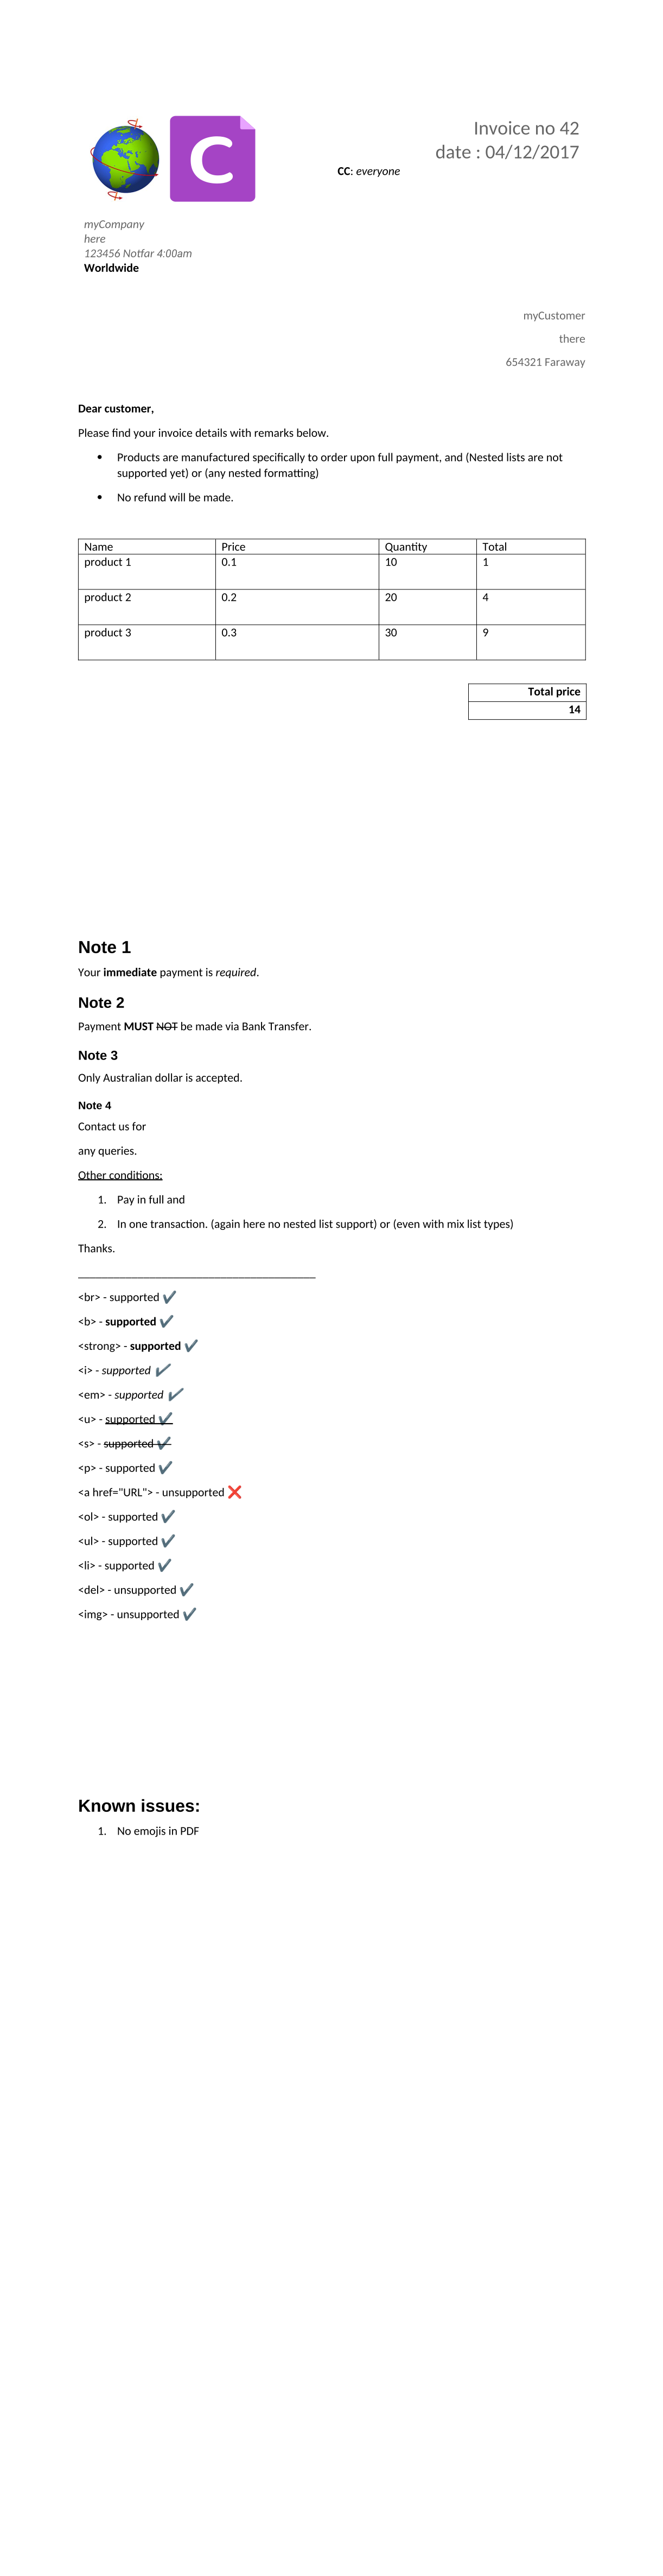 C
Invoice no 42
date : 04/12/2017
CC: everyone
myCompany
here
123456 Notfar 4:00am
Worldwide
myCustomer
there
654321 Faraway
Dear customer,
Please find your invoice details with remarks below.
• Products are manufactured specifically to order upon full payment, and (Nested lists are not
supported yet) or (any nested formatting)
• No refund will be made.
Name Price Quantity Total
product 1 0.1 10 1
product 2 0.2 20 4
product 3 0.3 30 9
Total price
14
Note 1
Your immediate payment is required.
Note 2
Payment MUST NOT be made via Bank Transfer.
Note 3
Only Australian dollar is accepted.
Note 4
Contact us for
any queries.
Other conditions:
1. Pay in full and
2. In one transaction. (again here no nested list support) or (even with mix list types)
Thanks.
<br> - supported ✔
<b> - supported ✔
<strong> - supported ✔
<i> - supported ✔
<em> - supported ✔
<u> - supported ✔
<s> - supported ✔
<p> - supported ✔
<a href="URL"> - unsupported ❌
<ol> - supported ✔
<ul> - supported ✔
<li> - supported ✔
<del> - unsupported ✔
<img> - unsupported ✔
Known issues:
1. No emojis in PDF